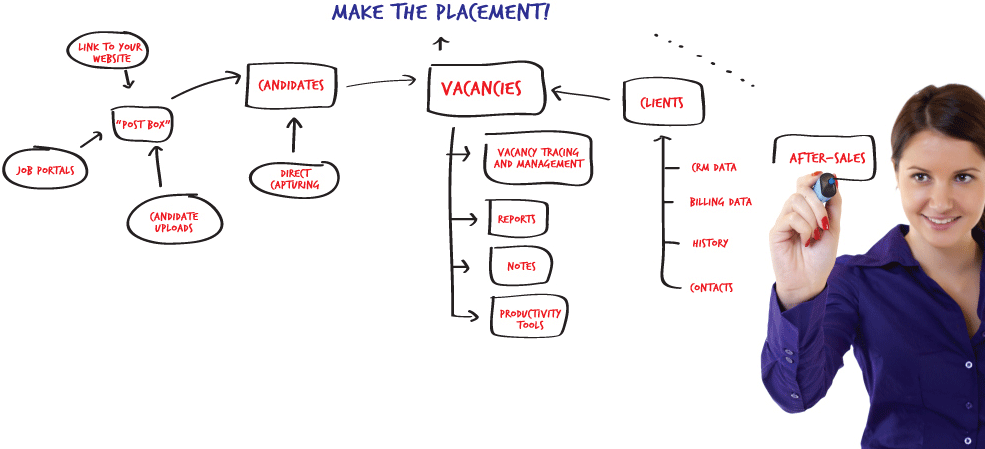 MAKE THE PLACEMENT!
LINK TO YOUR
WEBSITE
"POST BOX"
JOB PORTALS
CANDIDATE
UPLOADS
CANDIDATES
DIRECT
CAPTURING
VACANCIES
VACANCY TRACING
AND MANAGEMENT
REPORTS
NOTES
PRODUCTIVITY
TOOLS
CLIENTS
CRM DATA
BILLING DATA
HISTORY
CONTACTS
AFTER-SALES